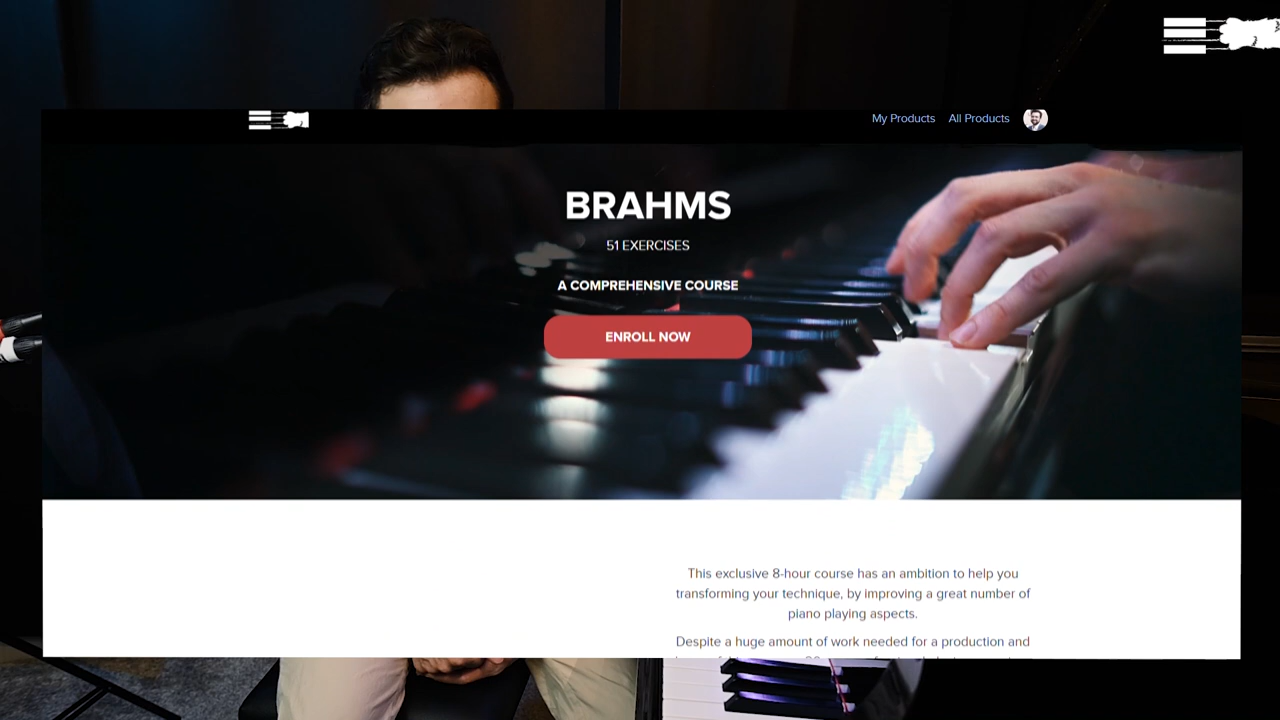 My Products All Products
BRAHMS
51 EXERCISES
A COMPREHENSIVE COURSE
ENROLL NOW
This exclusive 8-hour course has an ambition to help you
transforming your technique, by improving a great number of
piano playing aspects.
Despite a huge amount of work needed for a production and